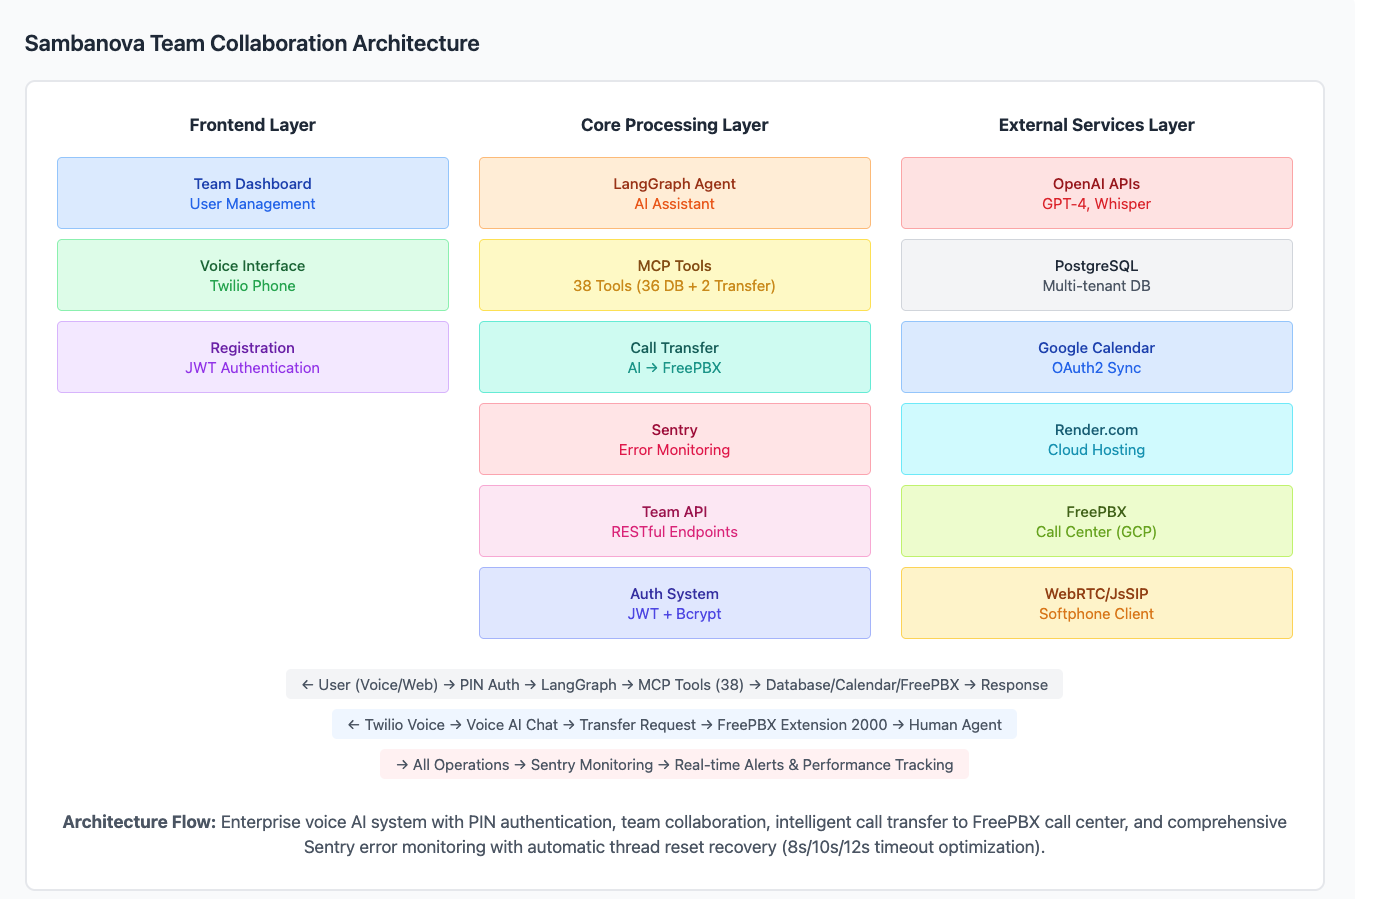 Sambanova Team Collaboration Architecture
Frontend Layer
Team Dashboard
User Management
Voice Interface
Twilio Phone
Registration
JWT Authentication
Core Processing Layer
LangGraph Agent
AI Assistant
MCP Tools
38 Tools (36 DB + 2 Transfer)
Call Transfer
AI → FreePBX
Sentry
Error Monitoring
Team API
RESTful Endpoints
Auth System
JWT + Bcrypt
External Services Layer
OpenAI APIs
GPT-4, Whisper
PostgreSQL
Multi-tenant DB
Google Calendar
OAuth2 Sync
Render.com
Cloud Hosting
FreePBX
Call Center (GCP)
WebRTC/JsSIP
Softphone Client
← User (Voice/Web) → PIN Auth → LangGraph → MCP Tools (38) → Database/Calendar/FreePBX → Response
← Twilio Voice → Voice AI Chat → Transfer Request → FreePBX Extension 2000 → Human Agent
→ All Operations → Sentry Monitoring → Real-time Alerts & Performance Tracking
Architecture Flow: Enterprise voice AI system with PIN authentication, team collaboration, intelligent call transfer to FreePBX call center, and comprehensive
Sentry error monitoring with automatic thread reset recovery (8s/10s/12s timeout optimization).